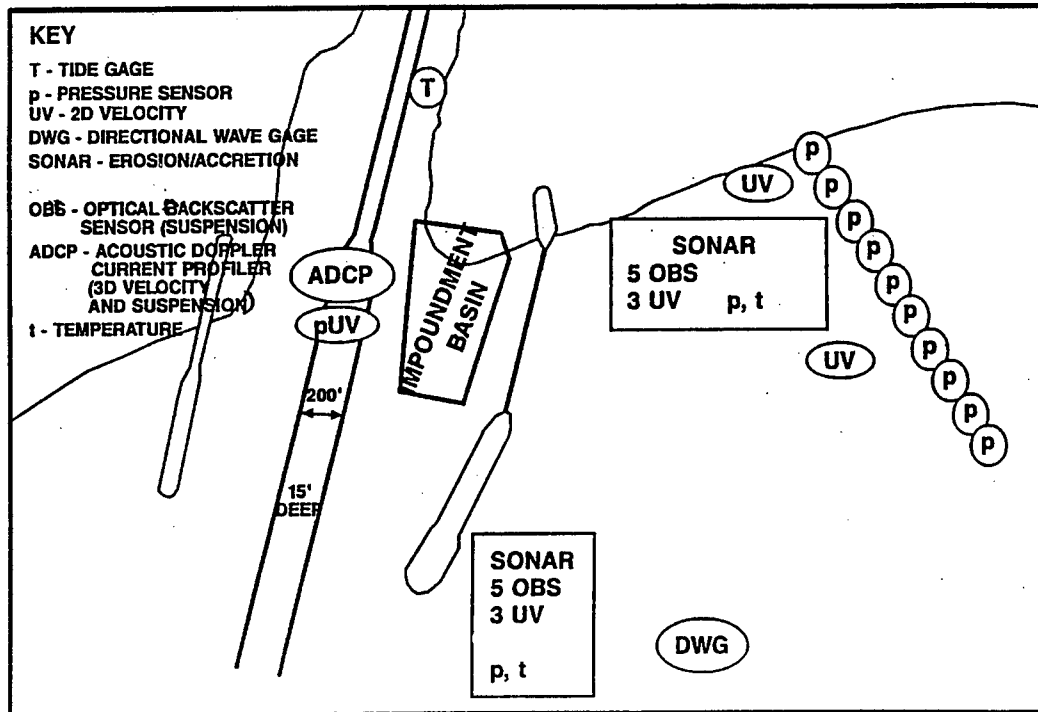 KEY
T - TIDE GAGE
p - PRESSURE SENSOR
UV - 2D VELOCITY
DWG - DIRECTIONAL WAVE GAGE
SONAR - EROSION/ACCRETION
OBS - OPTICAL BACKSCATTER
SENSOR (SUSPENSION)
ADCP - ACOUSTIC DOPPLER
CURRENT PROFILER
(3D VELOCITY
AND SUSPENSION)
t - TEMPERATURE
T
ADCP
pUV
200'
15'
DEEP
IMPOUNDMENT
BASIN
UV
p
p
p
p
p
p
p
p
p
p
SONAR
5 OBS
3 UV p, t
UV
SONAR
5 OBS
3 UV
p, t
DWG